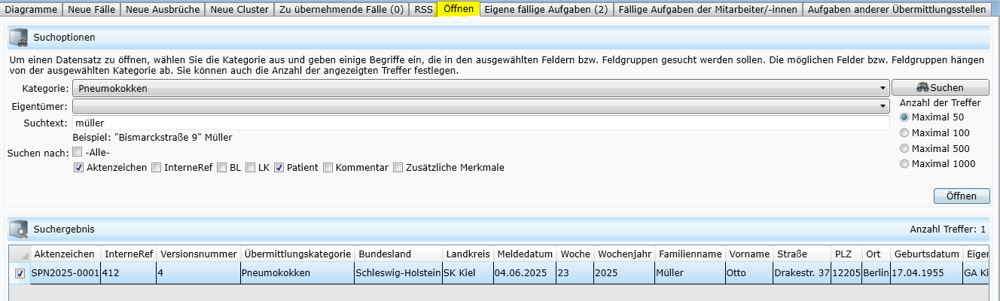 Diagramme Neue Fälle Neue Ausbrüche Neue Cluster Zu übernehmende Fälle (0) RSS Öffnen Eigene fällige Aufgaben (2) Fällige Aufgaben der Mitarbeiter/-innen Aufgaben anderer Übermittlungsstellen
Suchoptionen
Um einen Datensatz zu öffnen, wählen Sie die Kategorie aus und geben einige Begriffe ein, die in den ausgewählten Feldern bzw. Feldgruppen gesucht werden sollen. Die möglichen Felder bzw. Feldgruppen hängen
von der ausgewählten Kategorie ab. Sie können auch die Anzahl der angezeigten Treffer festlegen.
Kategorie: Pneumokokken Suchen
Eigentümer: Anzahl der Treffer
Suchtext: müller Maximal 50
Beispiel: "Bismarckstraße 9" Müller Maximal 100
Suchen nach: -Alle- Maximal 500
Aktenzeichen InterneRef BL LK Patient Kommentar Zusätzliche Merkmale Maximal 1000
Öffnen
Suchergebnis Anzahl Treffer: 1
Aktenzeichen InterneRef Versionsnummer Übermittlungskategorie Bundesland Landkreis Meldedatum Woche Wochenjahr Familienname Vorname Straße PLZ Ort Geburtsdatum Eiger
SPN2025-0001 412 4 Pneumokokken Schleswig-Holstein SK Kiel 04.06.2025 23 2025 Müller Otto Drakestr. 37 12205 Berlin 17.04.1955 GA Ki